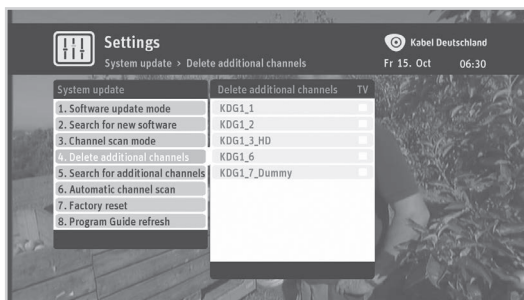 Settings
System update > Delete additional channels
Kabel Deutschland
Fr 15. Oct 06:30
System update
1. Software update mode
2. Search for new software
3. Channel scan mode
4. Delete additional channels
5. Search for additional channels
6. Automatic channel scan
7. Factory reset
8. Program Guide refresh
Delete additional channels TV
KDG1_1
KDG1_2
KDG1_3_HD
KDG1_6
KDG1_7_Dummy